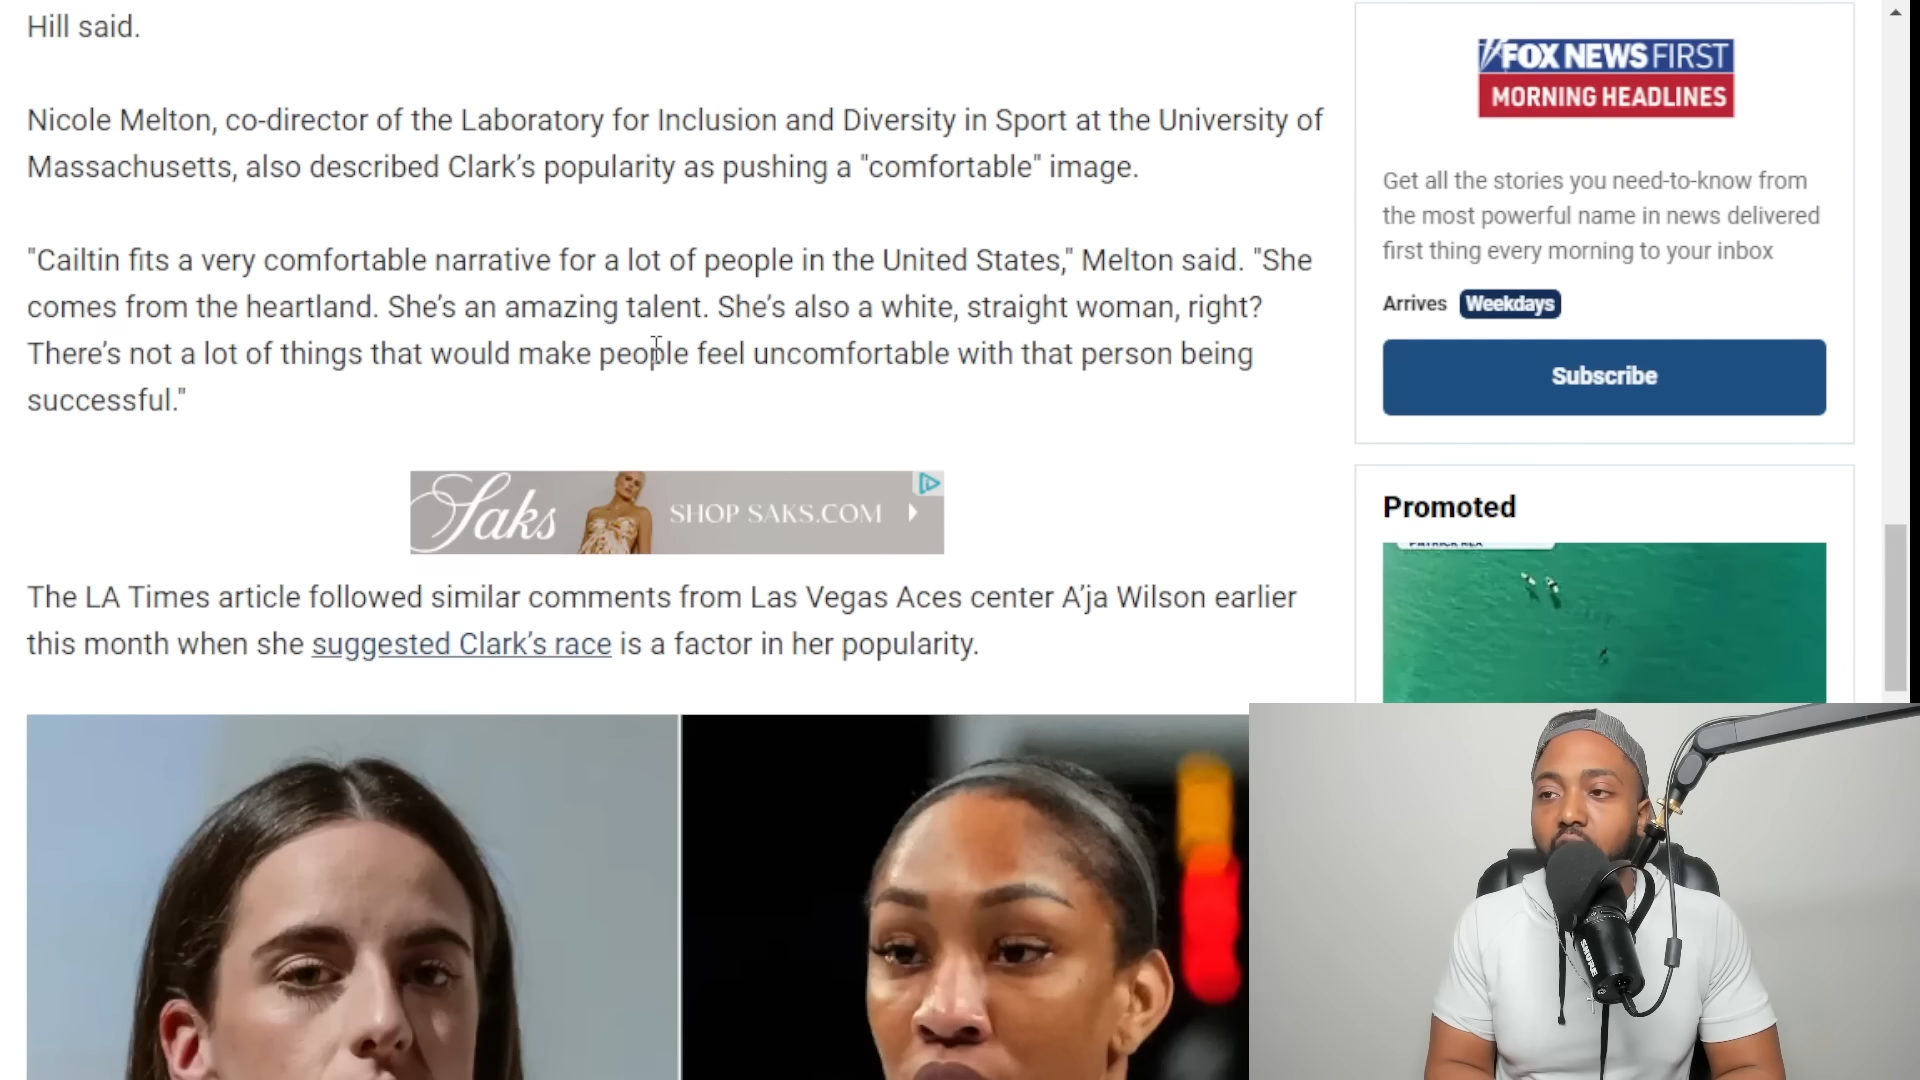 Hill said.
Nicole Melton, co-director of the Laboratory for Inclusion and Diversity in Sport at the University of
Massachusetts, also described Clark’s popularity as pushing a "comfortable" image.
"Cailtin fits a very comfortable narrative for a lot of people in the United States," Melton said. "She
comes from the heartland. She’s an amazing talent. She’s also a white, straight woman, right?
There’s not a lot of things that would make people feel uncomfortable with that person being
successful."
Saks
SHOP SAKS.COM
The LA Times article followed similar comments from Las Vegas Aces center A’ja Wilson earlier
this month when she suggested Clark’s race is a factor in her popularity.
FOX NEWS FIRST
MORNING HEADLINES
Get all the stories you need-to-know from
the most powerful name in news delivered
first thing every morning to your inbox
Arrives Weekdays
Subscribe
Promoted
SHURE